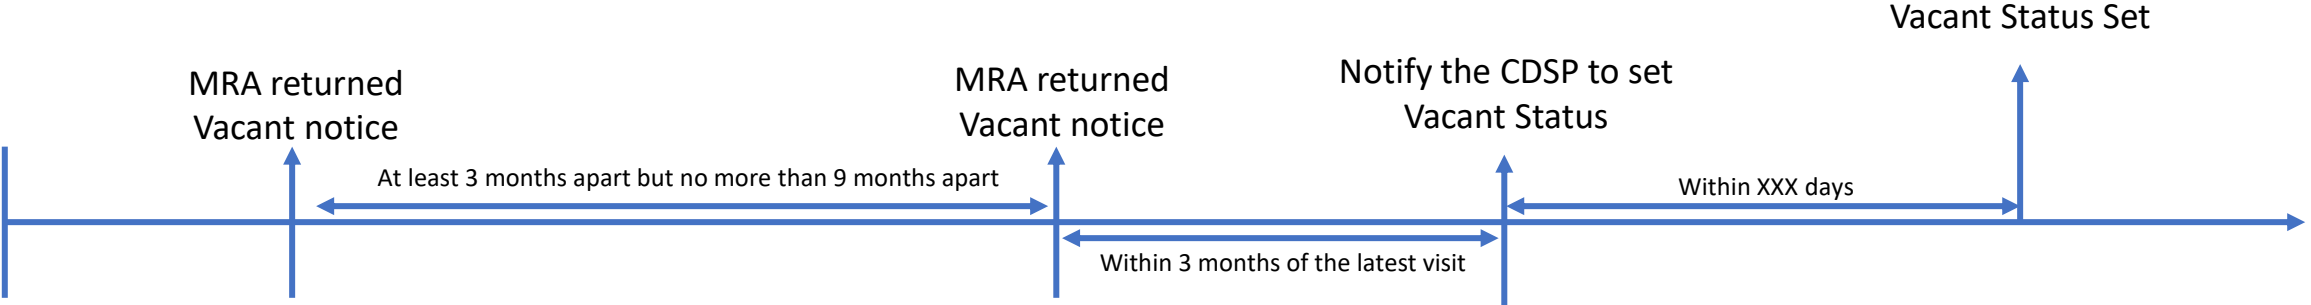 MRA returned
Vacant notice
At least 3 months apart but no more than 9 months apart
MRA returned
Vacant notice
Within 3 months of the latest visit
Notify the CDSP to set
Vacant Status
Within XXX days
Vacant Status Set